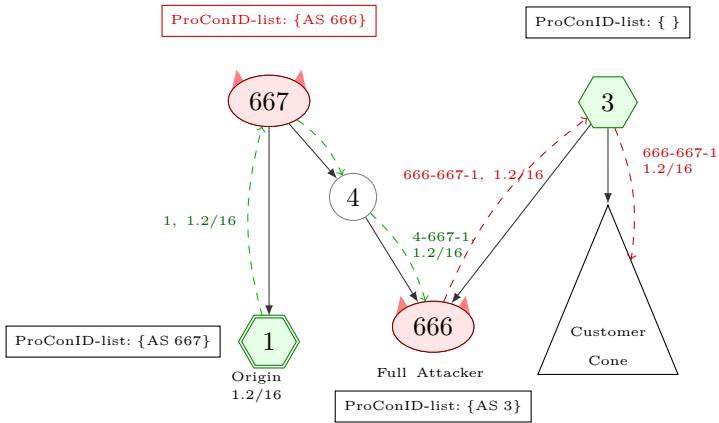 ProConID-list: {AS 666}
ProConID-list: { }
667
3
666-667-1, 1.2/16
666-667-1
1.2/16
4
1, 1.2/16
4-667-1,
1.2/16
ProConID-list: {AS 667}
1
666
Customer
Cone
Origin
1.2/16
Full Attacker
ProConID-list: {AS 3}